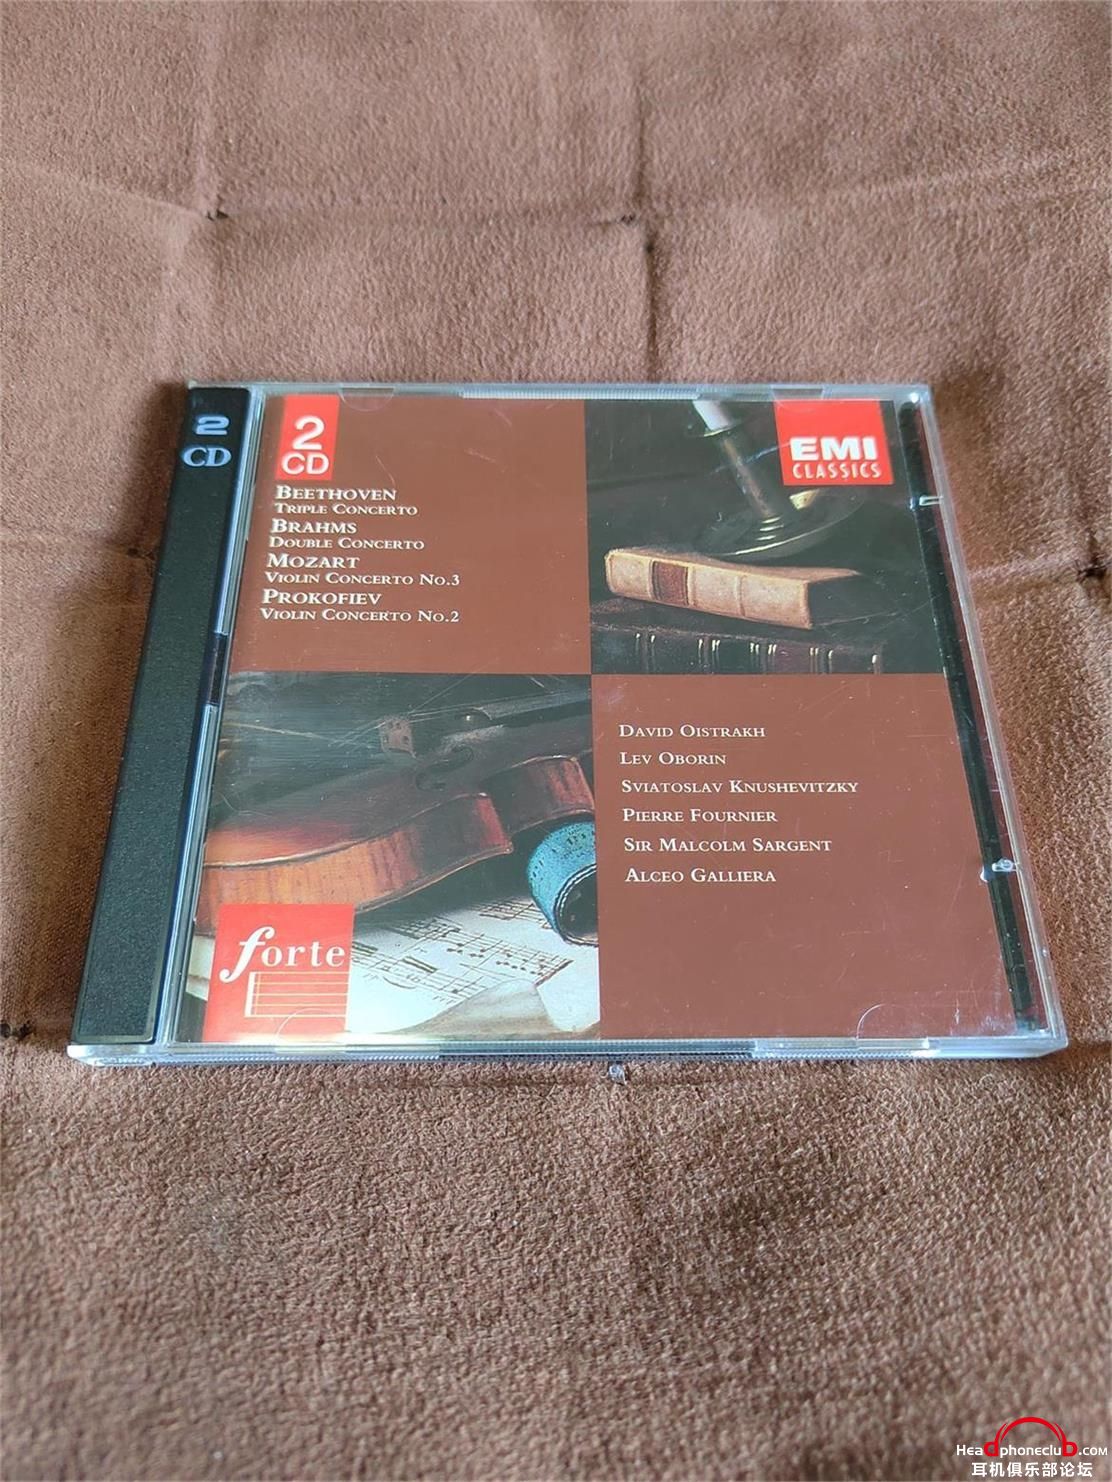 2
CD
2
CD
BEETHOVEN
TRIPLE CONCERTO
BRAHMS
DOUBLE CONCERTO
MOZART
VIOLIN CONCERTO NO.3
PROKOFIEV
VIOLIN CONCERTO NO.2
EMI
CLASSICS
DAVID OISTRAKH
LEV OBORIN
SVIATOSLAV KNUSHEVITZKY
PIERRE FOURNIER
SIR MALCOLM SARGENT
ALCEO GALLIERA
forte
HeadphoneclubD.COM
耳机俱乐部论坛